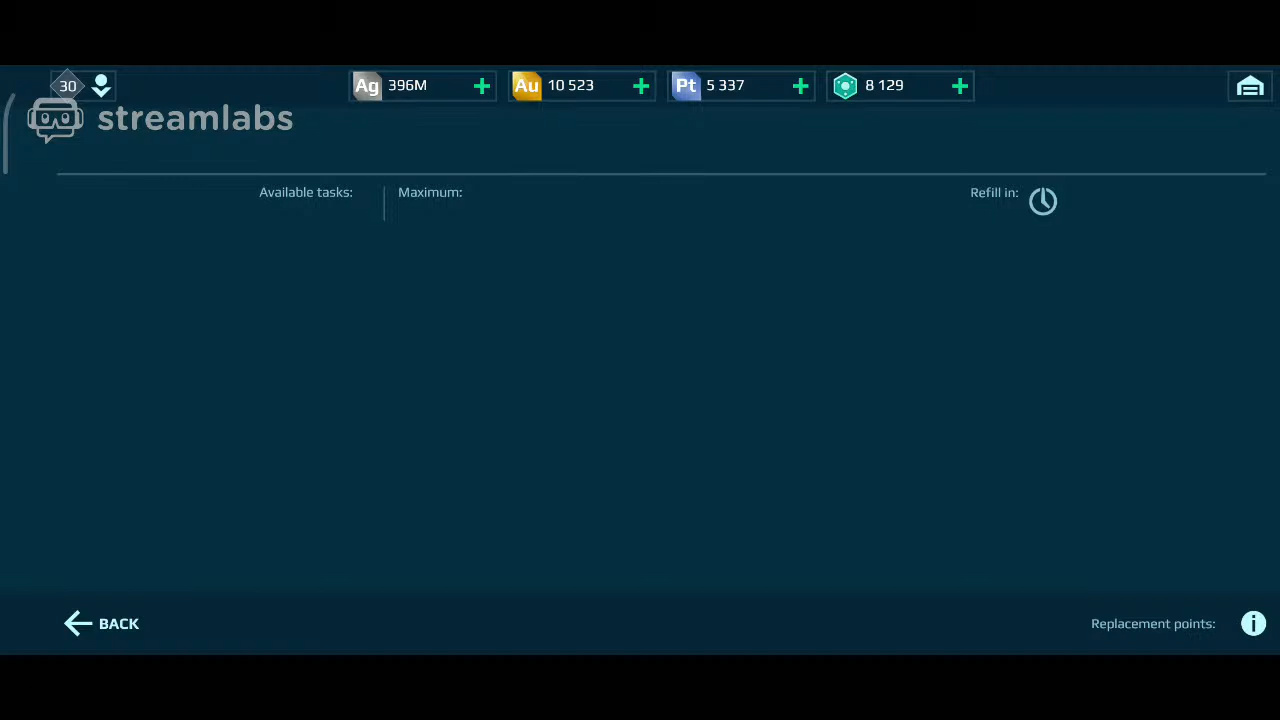 30
Ag 396M +
Au 10 523 +
Pt 5 337 +
8 129 +
streamlabs
Available tasks:
Maximum:
Refill in:
BACK
Replacement points:
i